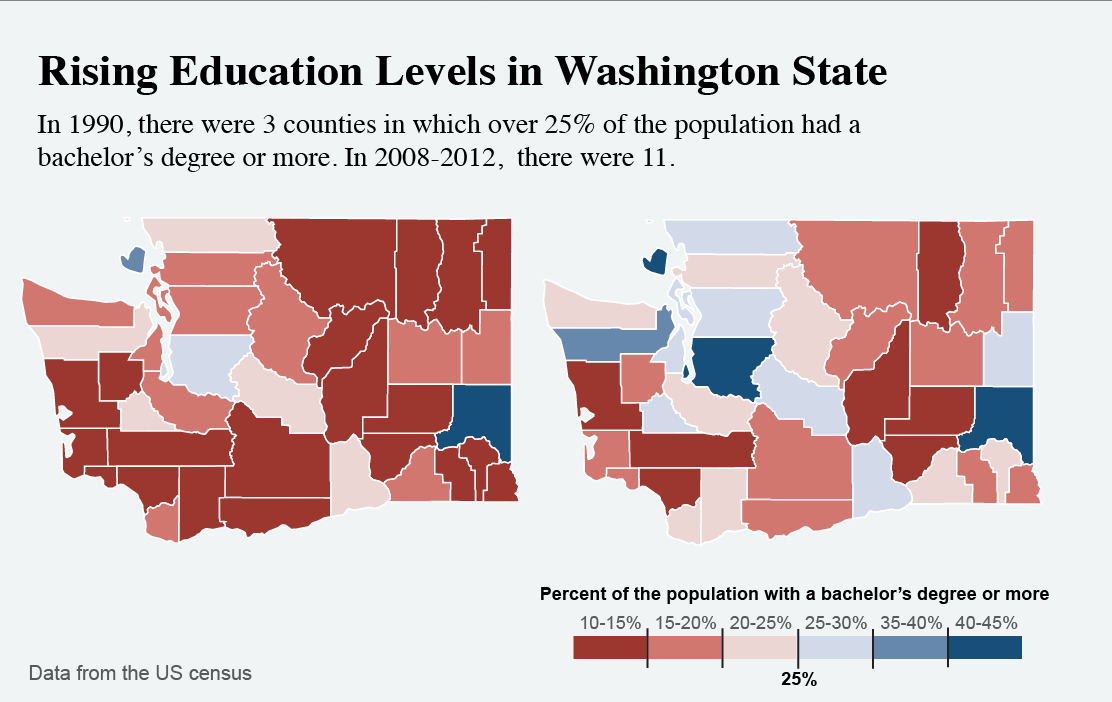 Rising Education Levels in Washington State
In 1990, there were 3 counties in which over 25% of the population had a
bachelor’s degree or more. In 2008-2012, there were 11.
Percent of the population with a bachelor’s degree or more
10-15% 15-20% 20-25% 25-30% 35-40% 40-45%
25%
Data from the US census